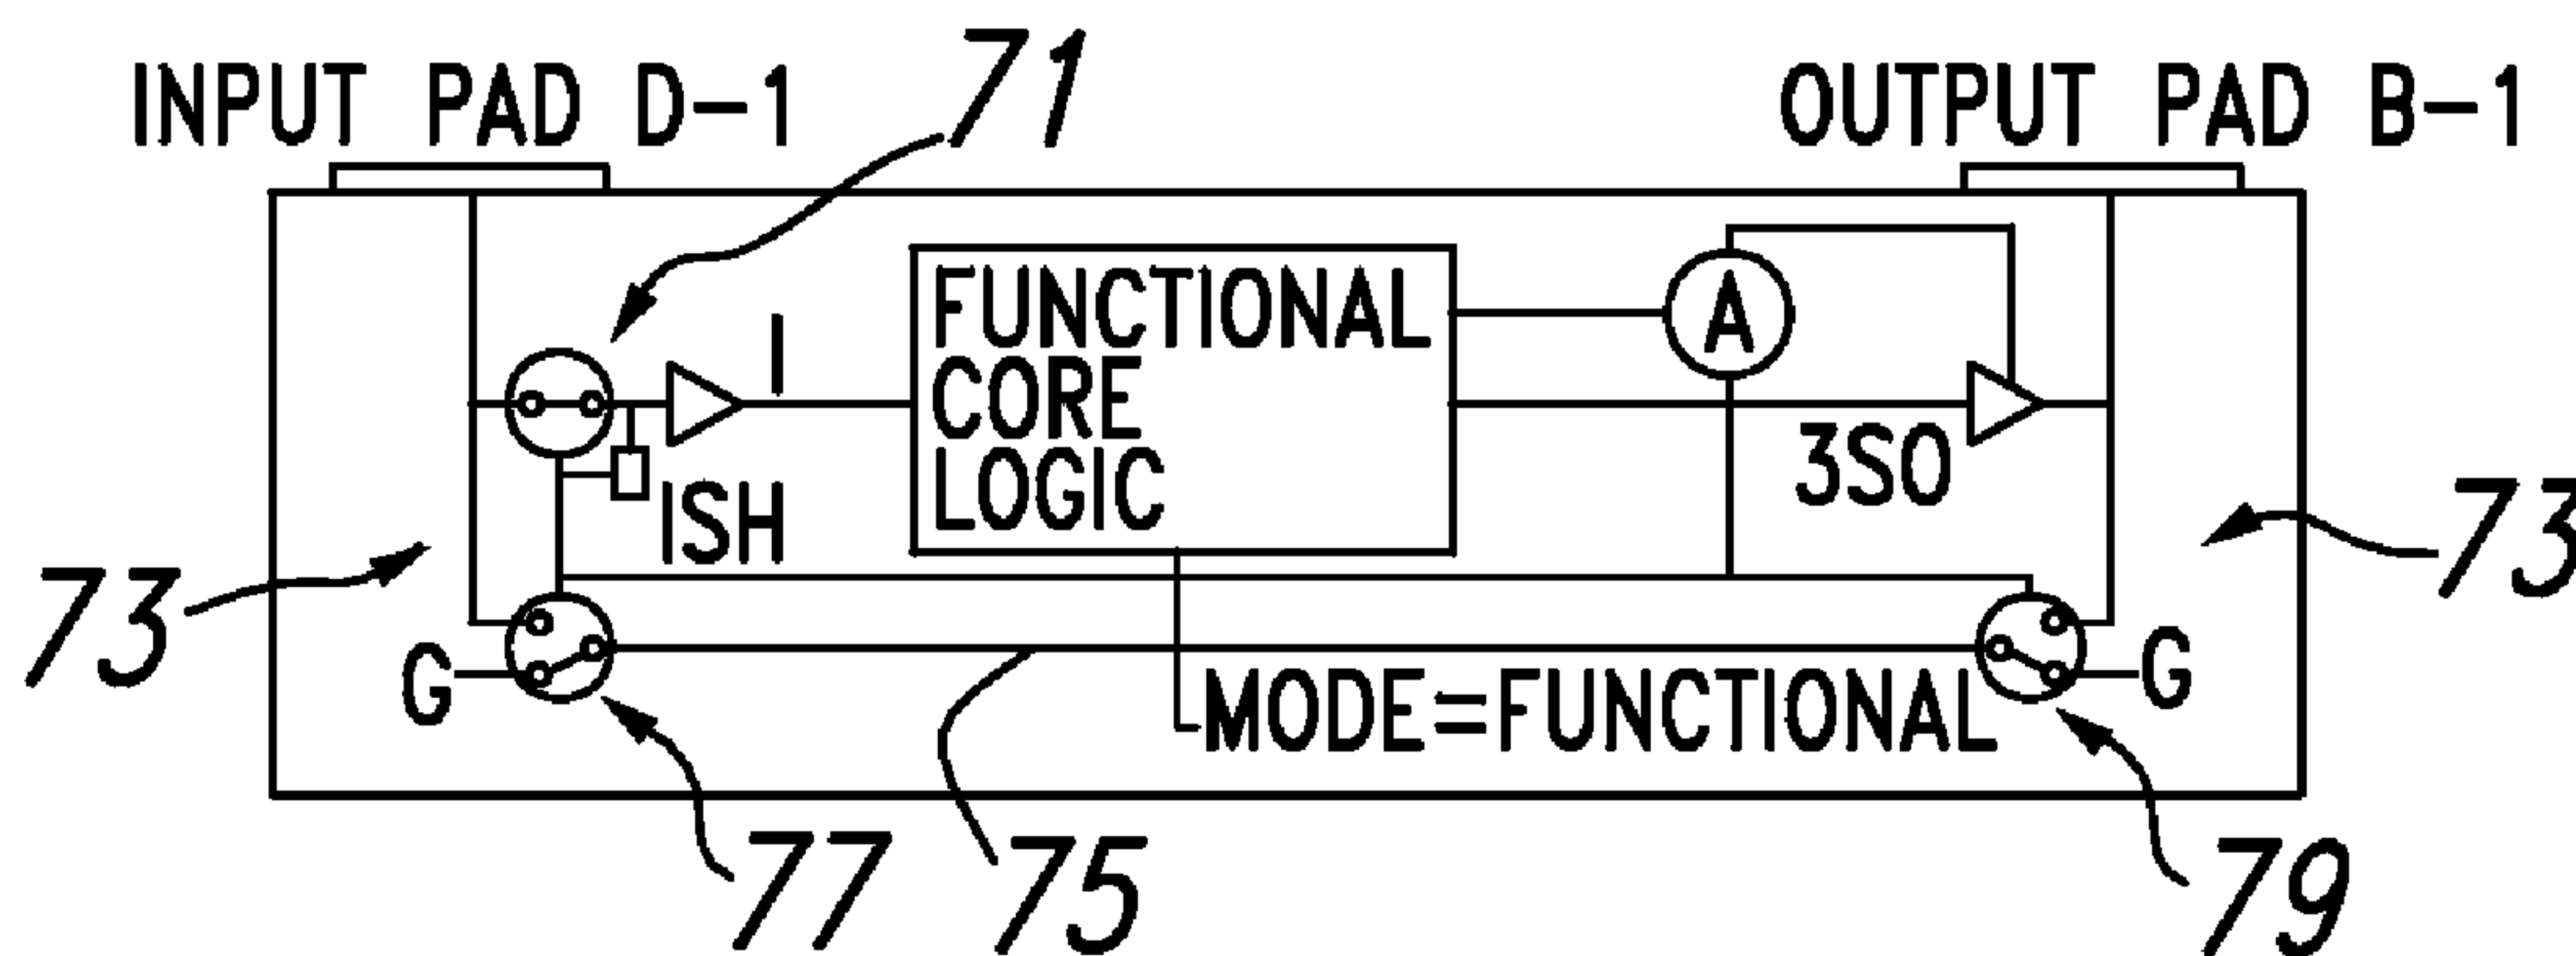 71
INPUT PAD D-1
OUTPUT PAD B-1
FUNCTIONAL
CORE
LOGIC
A
I
3SO
ISH
73
73
G
G
MODE=FUNCTIONAL
77
75
79